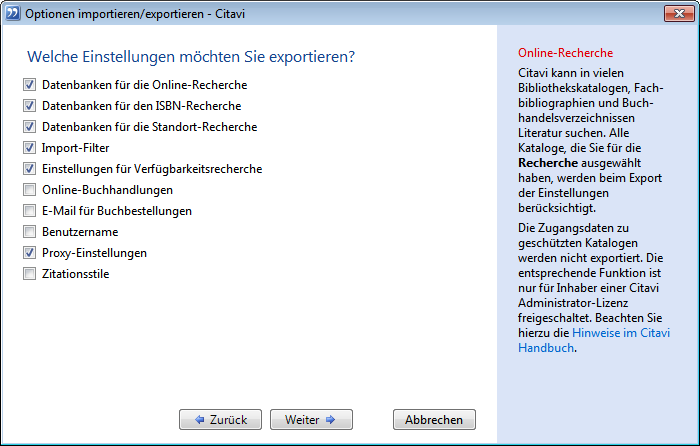 Optionen importieren/exportieren - Citavi
Welche Einstellungen möchten Sie exportieren?
Datenbanken für die Online-Recherche
Datenbanken für den ISBN-Recherche
Datenbanken für die Standort-Recherche
Import-Filter
Einstellungen für Verfügbarkeitsrecherche
Online-Buchhandlungen
E-Mail für Buchbestellungen
Benutzername
Proxy-Einstellungen
Zitationsstile
Online-Recherche
Citavi kann in vielen
Bibliothekskatalogen, Fach-
bibliographien und Buch-
handelsverzeichnissen
Literatur suchen. Alle
Kataloge, die Sie für die
Recherche ausgewählt
haben, werden beim Export
der Einstellungen
berücksichtigt.
Die Zugangsdaten zu
geschützten Katalogen
werden nicht exportiert. Die
entsprechende Funktion ist
nur für Inhaber einer Citavi
Administrator-Lizenz
freigeschaltet. Beachten Sie
hierzu die Hinweise im Citavi
Handbuch.
Zurück
Weiter
Abbrechen